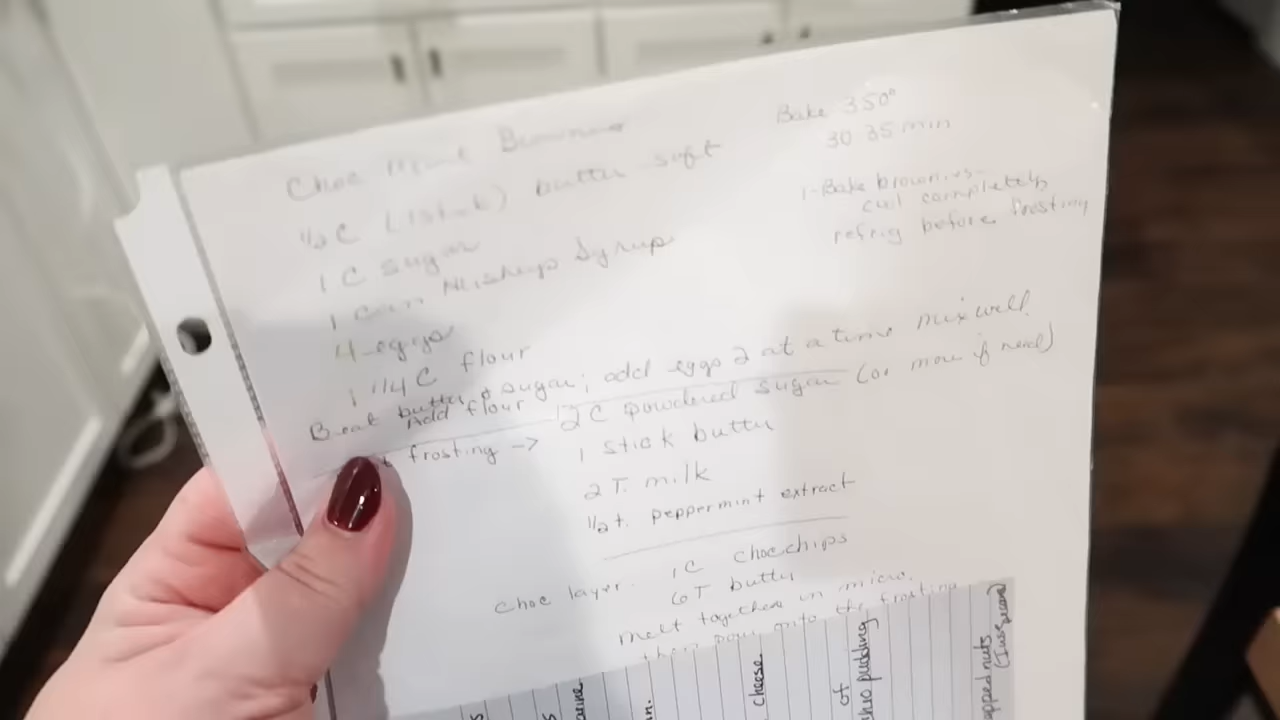 Choc Mint Brownies
½ C (1 stick) butter soft
1 C sugar
1 can Hersheys Syrup
4 eggs
1 1/4 C flour
Beat butter & sugar; add eggs 2 at a time mix well.
Add flour
Bake 350°
30 35 min
1-Bake brownies-
cool completely
refrig before frosting
frosting -> 2 C powdered sugar (or more if need)
1 stick butter
2 T. milk
½ t. peppermint extract
Choc layer. 1 C choc chips
6 T butter
melt together in micro.
then pour onto the frosting
cheese.
of
pudding
nuts